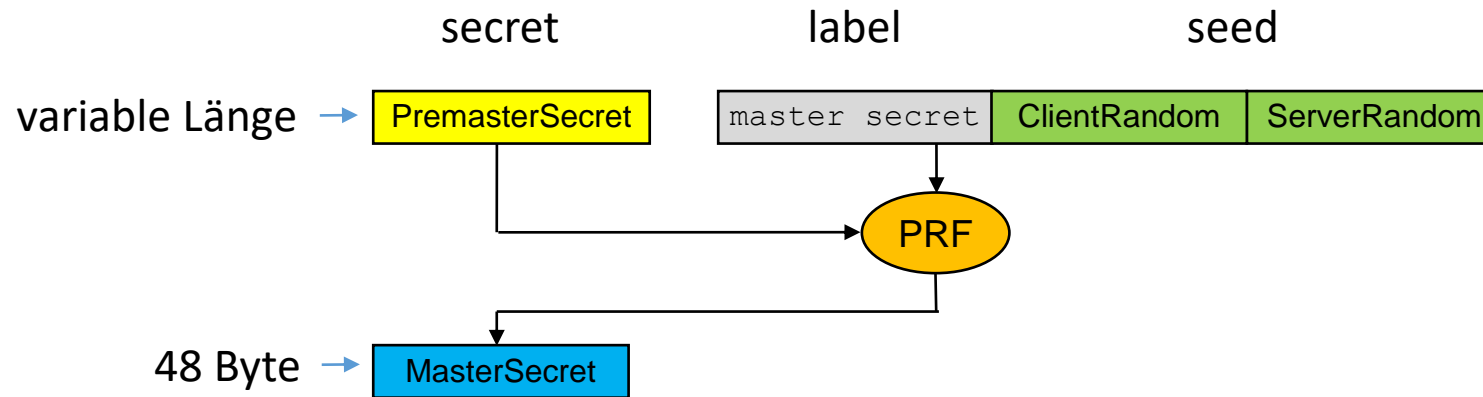 secret label seed
variable Länge PremasterSecret master secret ClientRandom ServerRandom
PRF
48 Byte MasterSecret